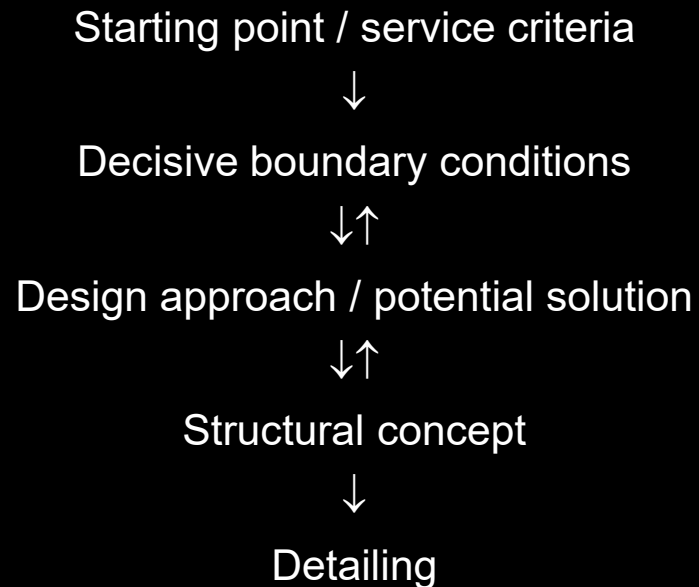 Starting point / service criteria
↓
Decisive boundary conditions
↓↑
Design approach / potential solution
↓↑
Structural concept
↓
Detailing